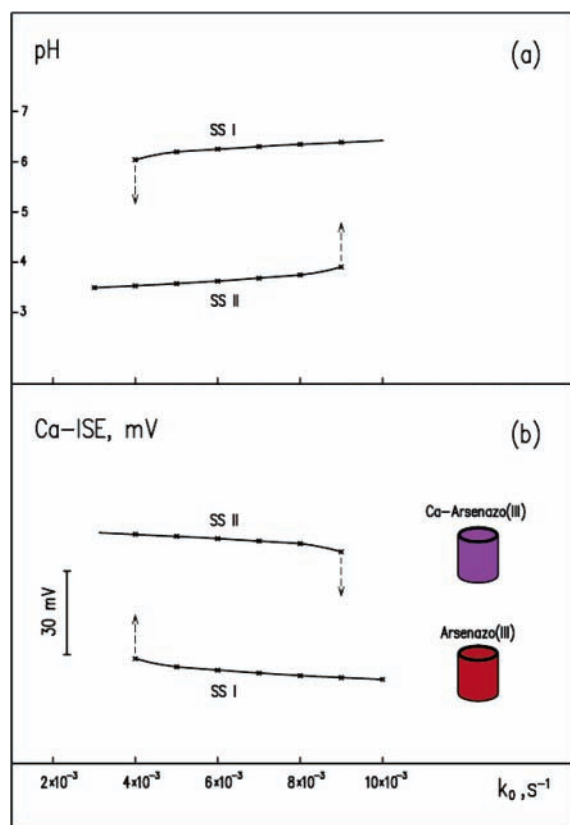 pH
(a)
7
6
5
4
3
SS I
SS II
Ca-ISE, mV
(b)
SS II
Ca-Arsenazo(III)
30 mV
Arsenazo(III)
SS I
2×10⁻³ 4×10⁻³ 6×10⁻³ 8×10⁻³ 10×10⁻³ k₀,s⁻¹